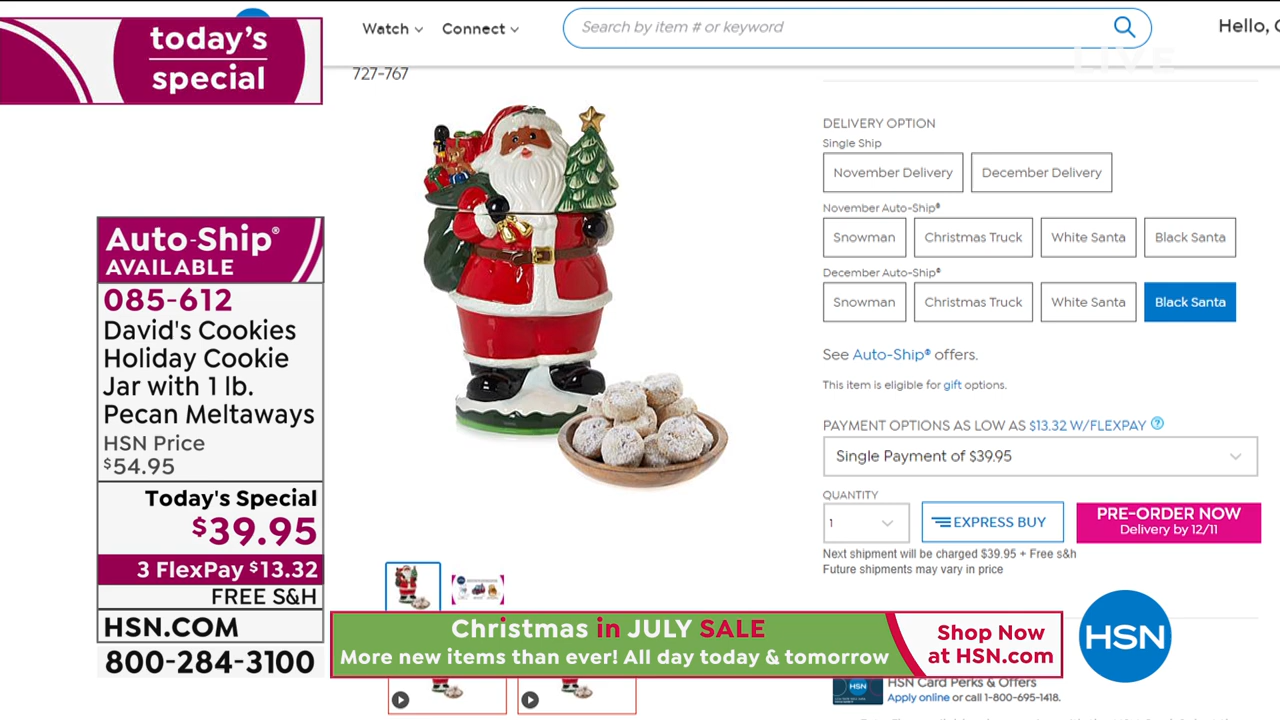 today's
special
Watch
Connect
Search by item # or keyword
Hello,
LIVE
727-767
Auto-Ship®
AVAILABLE
085-612
David's Cookies
Holiday Cookie
Jar with 1 lb.
Pecan Meltaways
HSN Price
$54.95
Today's Special
$39.95
3 FlexPay $13.32
FREE S&H
HSN.COM
800-284-3100
DELIVERY OPTION
Single Ship
November Delivery
December Delivery
November Auto-Ship®
Snowman
Christmas Truck
White Santa
Black Santa
December Auto-Ship®
Snowman
Christmas Truck
White Santa
Black Santa
See Auto-Ship® offers.
This item is eligible for gift options.
PAYMENT OPTIONS AS LOW AS $13.32 W/FLEXPAY ?
Single Payment of $39.95
QUANTITY
1
EXPRESS BUY
PRE-ORDER NOW
Delivery by 12/11
Next shipment will be charged $39.95 + Free s&h
Future shipments may vary in price
Christmas in JULY SALE
More new items than ever! All day today & tomorrow
Shop Now
at HSN.com
HSN
HSN
HSN Card Perks & Offers
Apply online or call 1-800-695-1418.